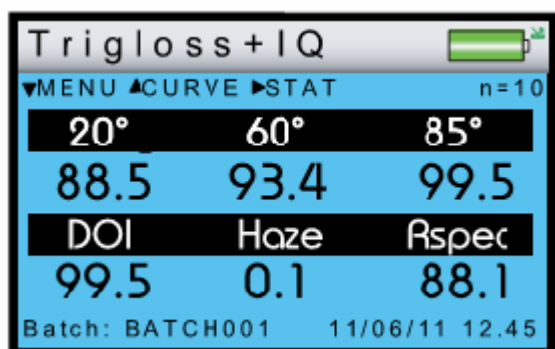 Trigloss+IQ
▼MENU ▲CURVE ►STAT n=10
20° 60° 85°
88.5 93.4 99.5
DOI Haze Rspec
99.5 0.1 88.1
Batch: BATCH001 11/06/11 12.45